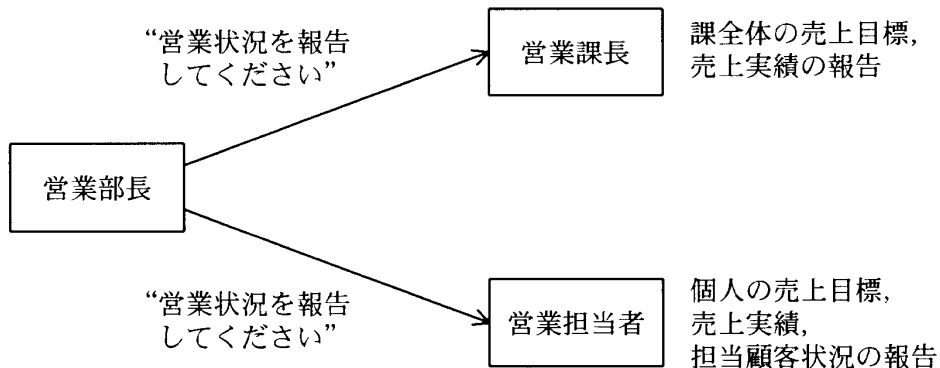 “営業状況を報告
してください”
営業課長
課全体の売上目標，
売上実績の報告
営業部長
“営業状況を報告
してください”
営業担当者
個人の売上目標，
売上実績，
担当顧客状況の報告